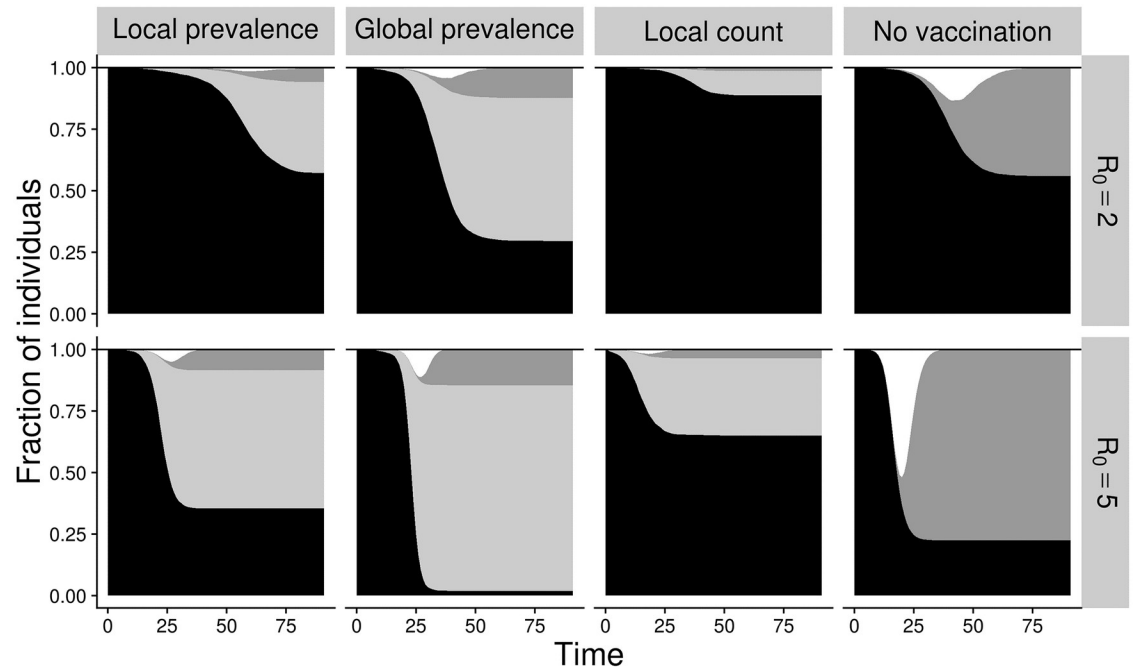 Local prevalence
Global prevalence
Local count
No vaccination
Fraction of individuals
1.00
0.75
0.50
0.25
0.00
R₀ = 2
1.00
0.75
0.50
0.25
0.00
R₀ = 5
0 25 50 75
0 25 50 75
0 25 50 75
0 25 50 75
Time